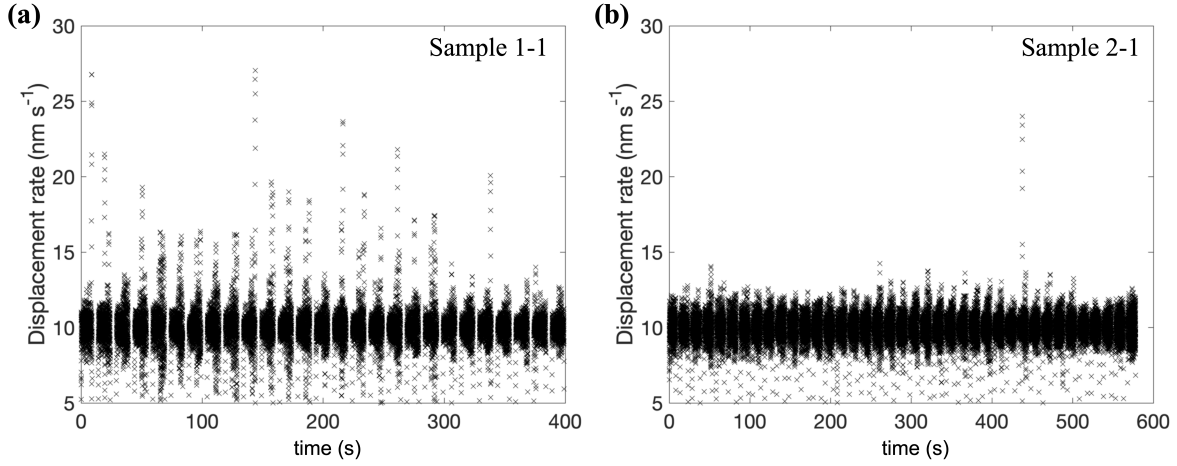 (a)
Sample 1-1
Displacement rate (nm s⁻¹)
30
25
20
15
10
5
0 100 200 300 400
time (s)
(b)
Sample 2-1
Displacement rate (nm s⁻¹)
30
25
20
15
10
5
0 100 200 300 400 500 600
time (s)